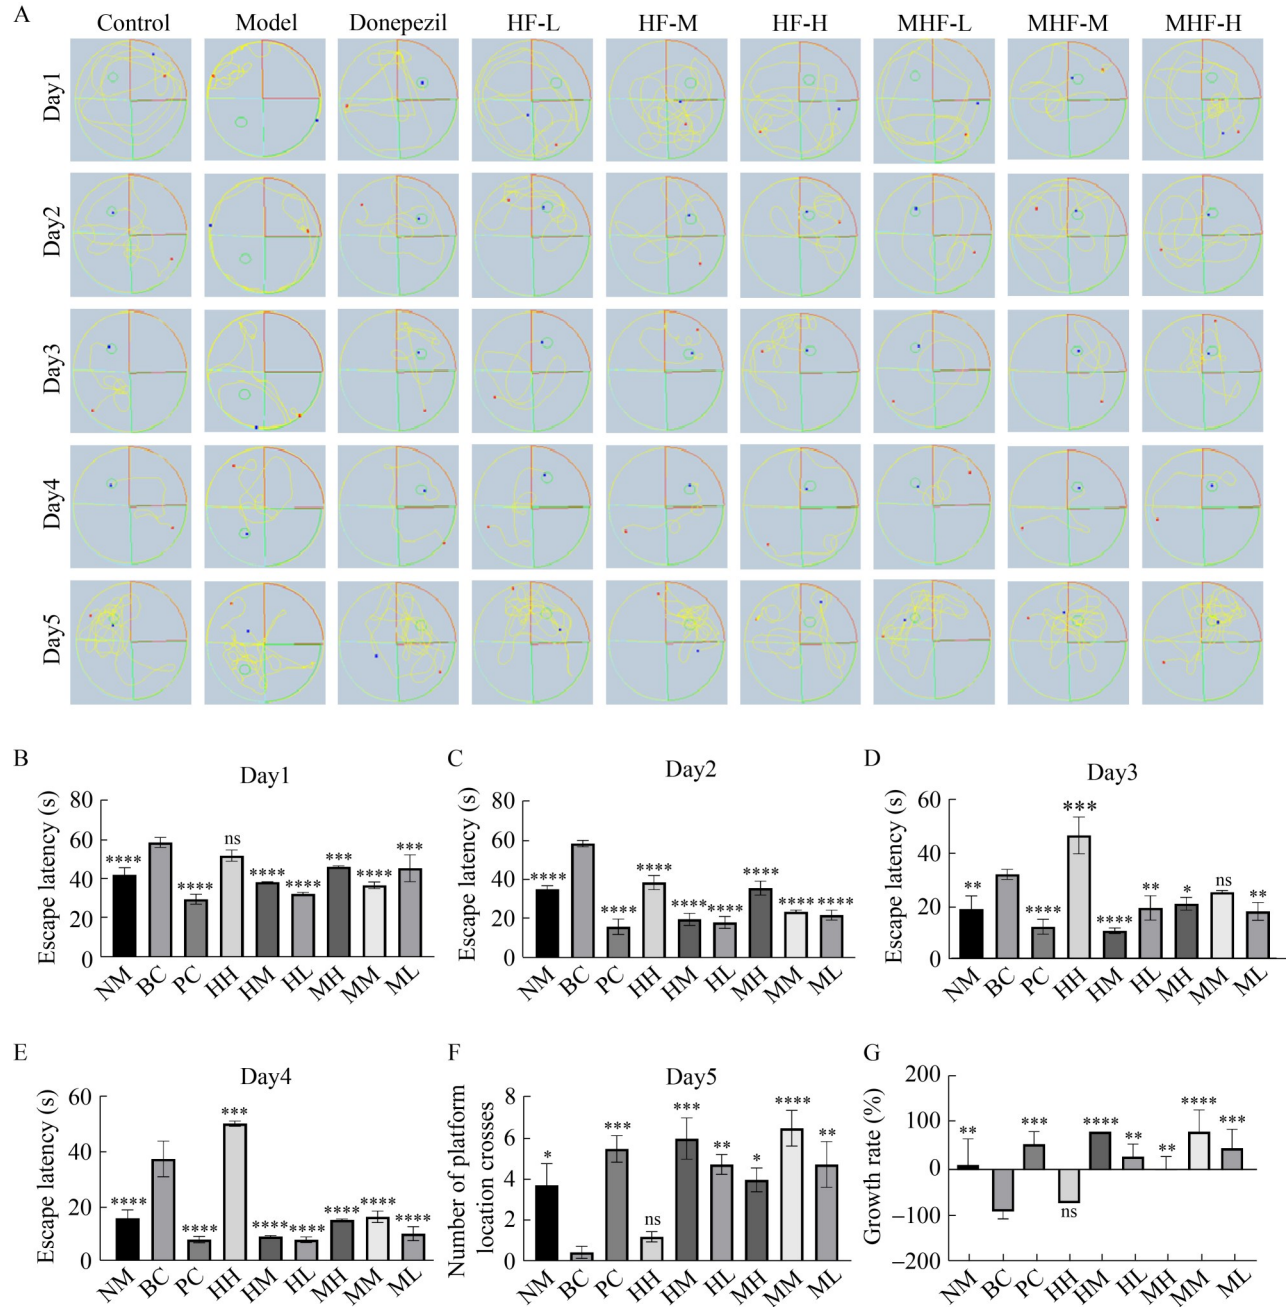 A
Control Model Donepezil HF-L HF-M HF-H MHF-L MHF-M MHF-H
Day1
Day2
Day3
Day4
Day5
B
Day1
Escape latency (s)
80
60
40
20
0
**** **** ns **** **** *** **** ***
NM BC PC HH HM HL MH MM ML
C
Day2
Escape latency (s)
80
60
40
20
0
**** **** **** **** **** **** **** ****
NM BC PC HH HM HL MH MM ML
D
Day3
Escape latency (s)
60
40
20
0
** **** *** **** ** * ns **
NM BC PC HH HM HL MH MM ML
E
Day4
Escape latency (s)
60
40
20
0
**** **** *** **** **** **** **** ****
NM BC PC HH HM HL MH MM ML
F
Day5
Number of platform
location crosses
8
6
4
5
0
* *** ns *** ** * **** **
NM BC PC HH HM HL MH MM ML
G
Growth rate (%)
200
100
0
−100
−200
** *** ns **** ** ** **** ***
NM BC PC HH HM HL MH MM ML